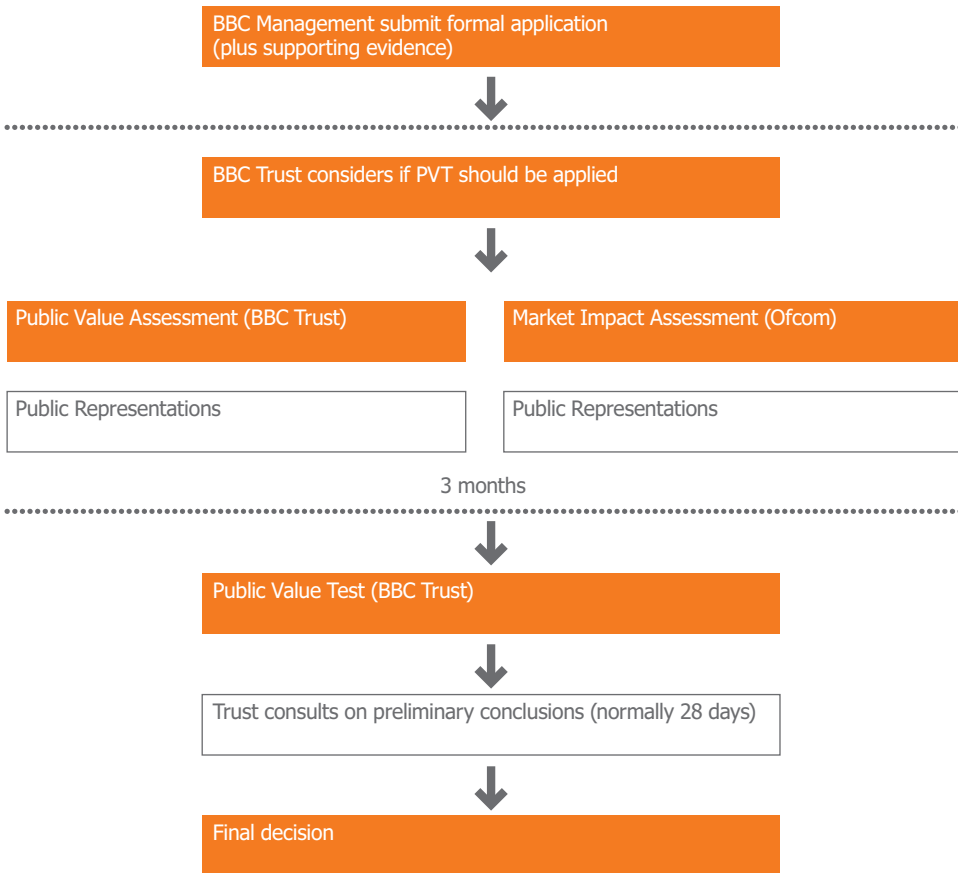 BBC Management submit formal application
(plus supporting evidence)
BBC Trust considers if PVT should be applied
Public Value Assessment (BBC Trust)
Market Impact Assessment (Ofcom)
Public Representations
Public Representations
3 months
Public Value Test (BBC Trust)
Trust consults on preliminary conclusions (normally 28 days)
Final decision